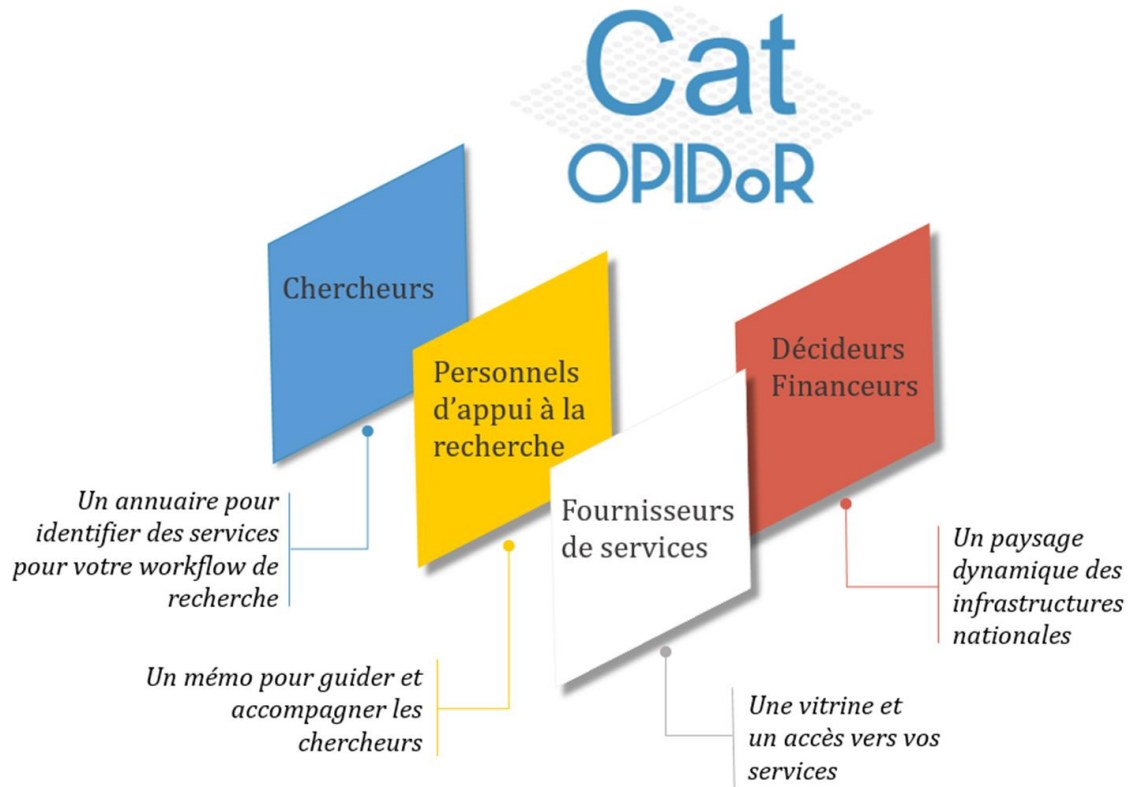 Cat
OPIDoR
Chercheurs
Un annuaire pour
identifier des services
pour votre workflow de
recherche
Personnels
d'appui à la
recherche
Un mémo pour guider et
accompagner les
chercheurs
Fournisseurs
de services
Une vitrine et
un accès vers vos
services
Décideurs
Financeurs
Un paysage
dynamique des
infrastructures
nationales